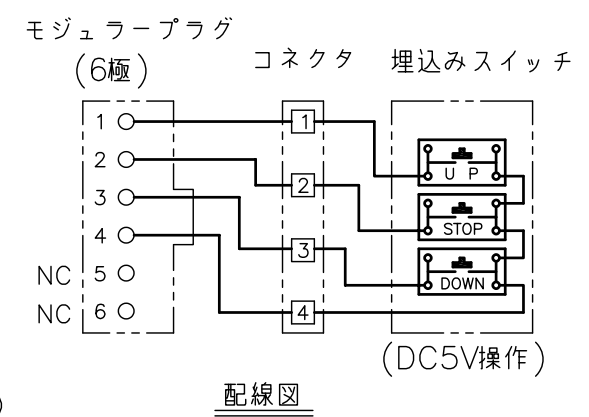 モジュラープラグ
(6極)
コネクタ
埋込みスイッチ
1
2
3
4
NC 5
NC 6
1
2
3
4
UP
STOP
DOWN
(DC5V操作)
配線図
)